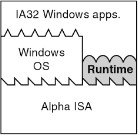 IA32 Windows apps.
Windows
OS
Runtime
Alpha ISA